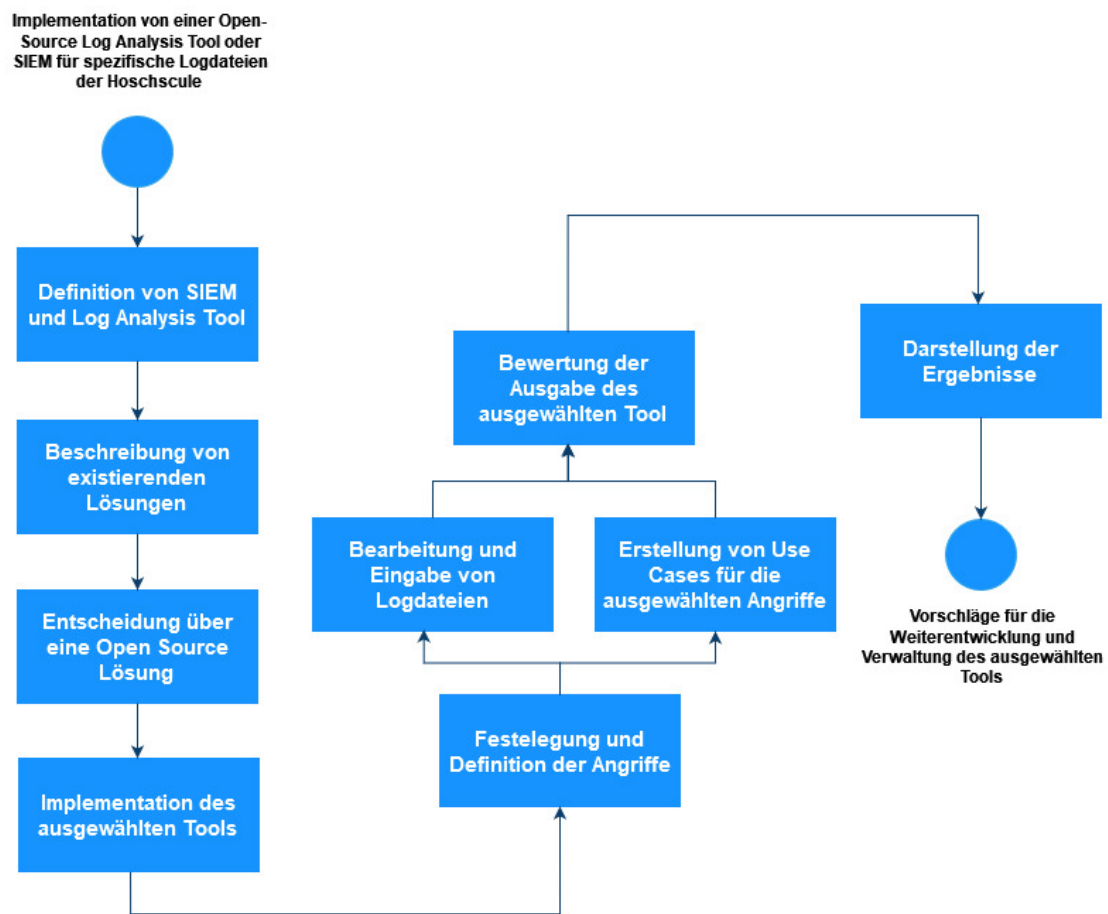 Implementation von einer Open-
Source Log Analysis Tool oder
SIEM für spezifische Logdateien
der Hoschscule
Definition von SIEM
und Log Analysis Tool
Beschreibung von
existierenden
Lösungen
Entscheidung über
eine Open Source
Lösung
Implementation des
ausgewählten Tools
Festelegung und
Definition der Angriffe
Bearbeitung und
Eingabe von
Logdateien
Erstellung von Use
Cases für die
ausgewählten Angriffe
Bewertung der
Ausgabe des
ausgewählten Tool
Darstellung der
Ergebnisse
Vorschläge für die
Weiterentwicklung und
Verwaltung des ausgewählten
Tools